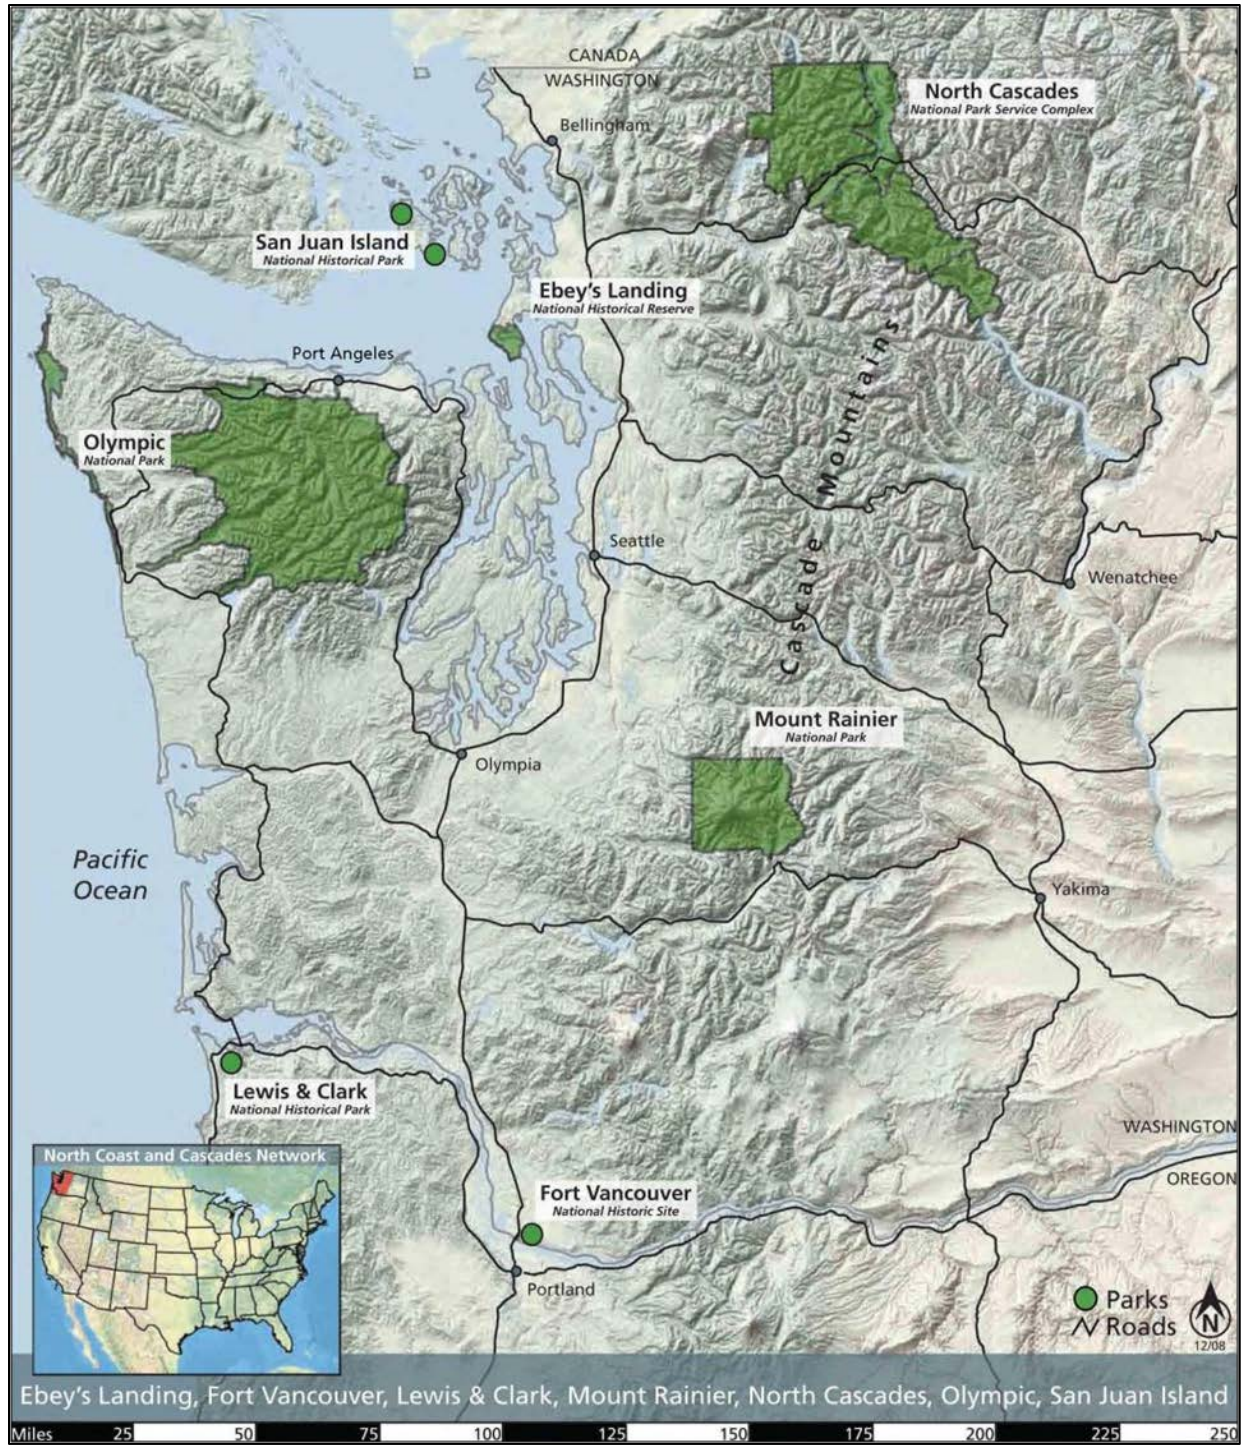 CANADA
WASHINGTON
North Cascades
National Park Service Complex
Bellingham
San Juan Island
National Historical Park
Ebey's Landing
National Historical Reserve
Port Angeles
Olympic
National Park
Cascade Mountains
Seattle
Wenatchee
Mount Rainier
National Park
Olympia
Pacific
Ocean
Yakima
Lewis & Clark
National Historical Park
WASHINGTON
OREGON
North Coast and Cascades Network
Fort Vancouver
National Historic Site
Portland
Parks
Roads
N
12/08
Ebey's Landing, Fort Vancouver, Lewis & Clark, Mount Rainier, North Cascades, Olympic, San Juan Island
Miles 25 50 75 100 125 150 175 200 225 250